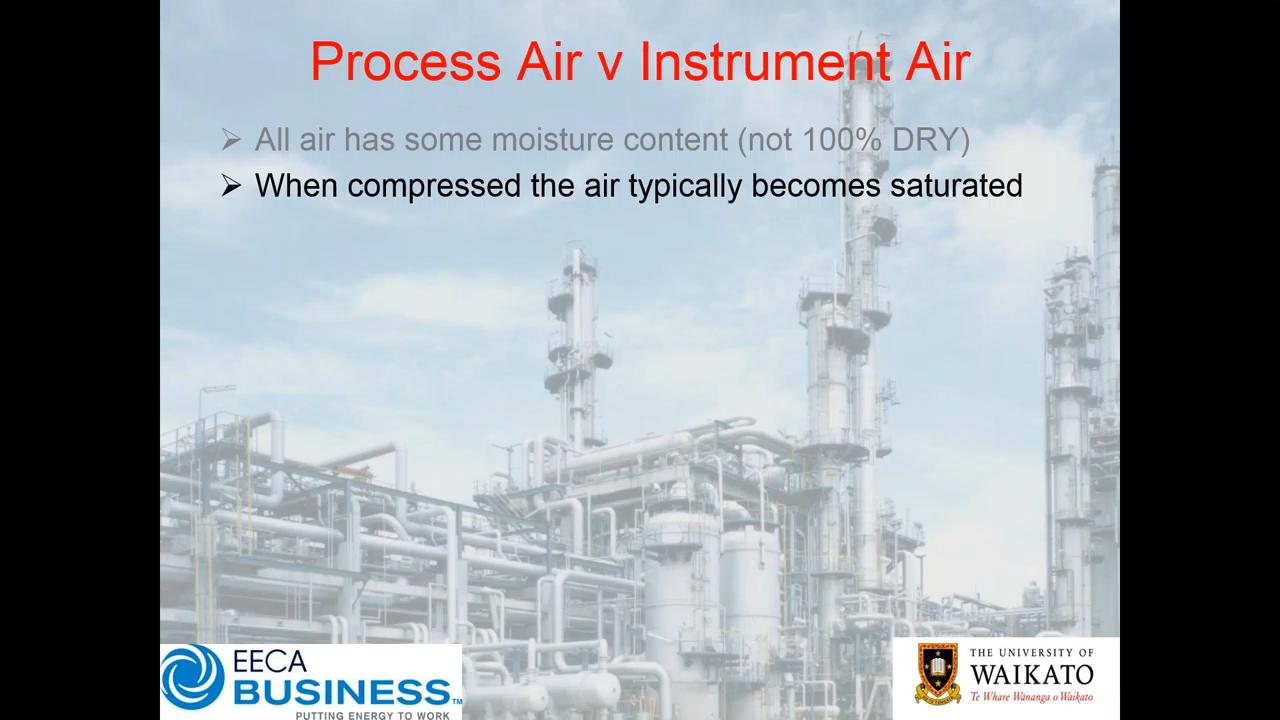 Process Air v Instrument Air
All air has some moisture content (not 100% DRY)
When compressed the air typically becomes saturated
EECA
BUSINESS™
PUTTING ENERGY TO WORK
THE UNIVERSITY OF
WAIKATO
Te Whare Wānanga o Waikato